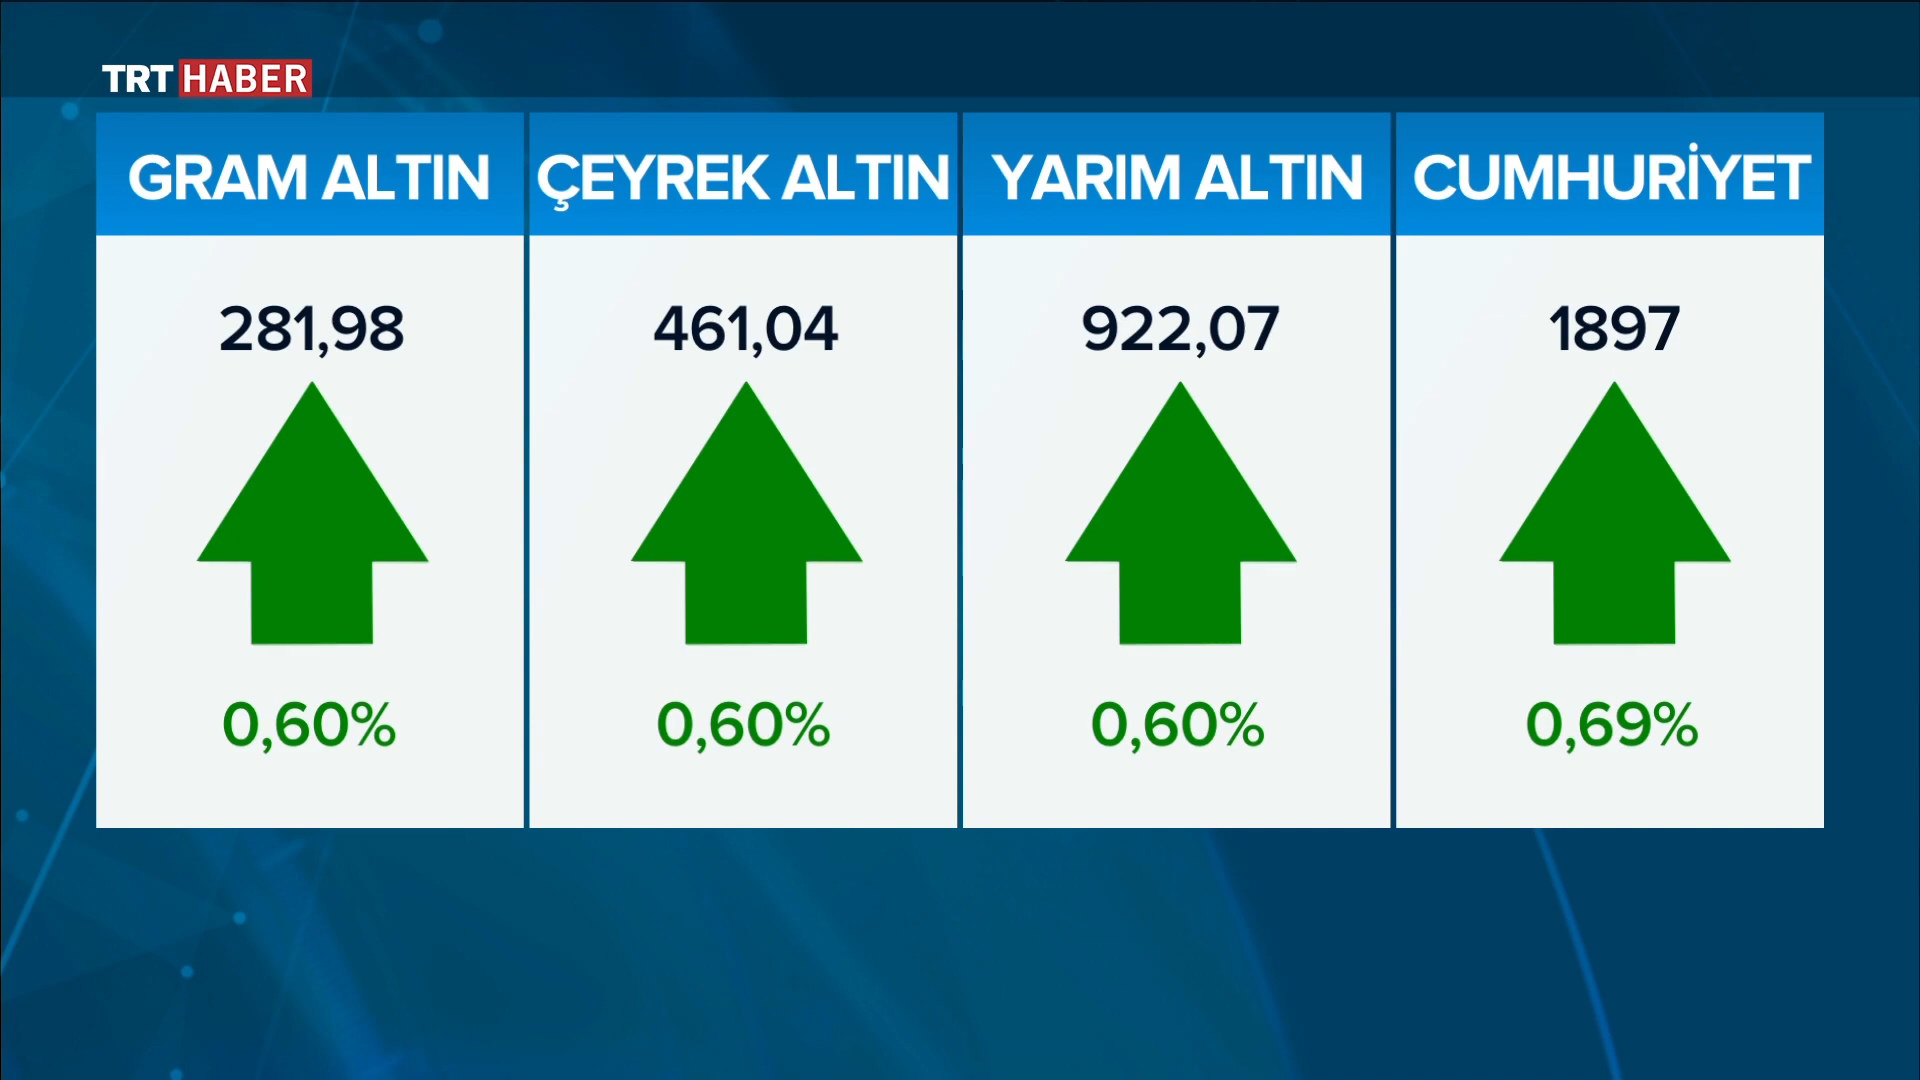 TRT HABER
GRAM ALTIN
281,98
0,60%
ÇEYREK ALTIN
461,04
0,60%
YARIM ALTIN
922,07
0,60%
CUMHURİYET
1897
0,69%